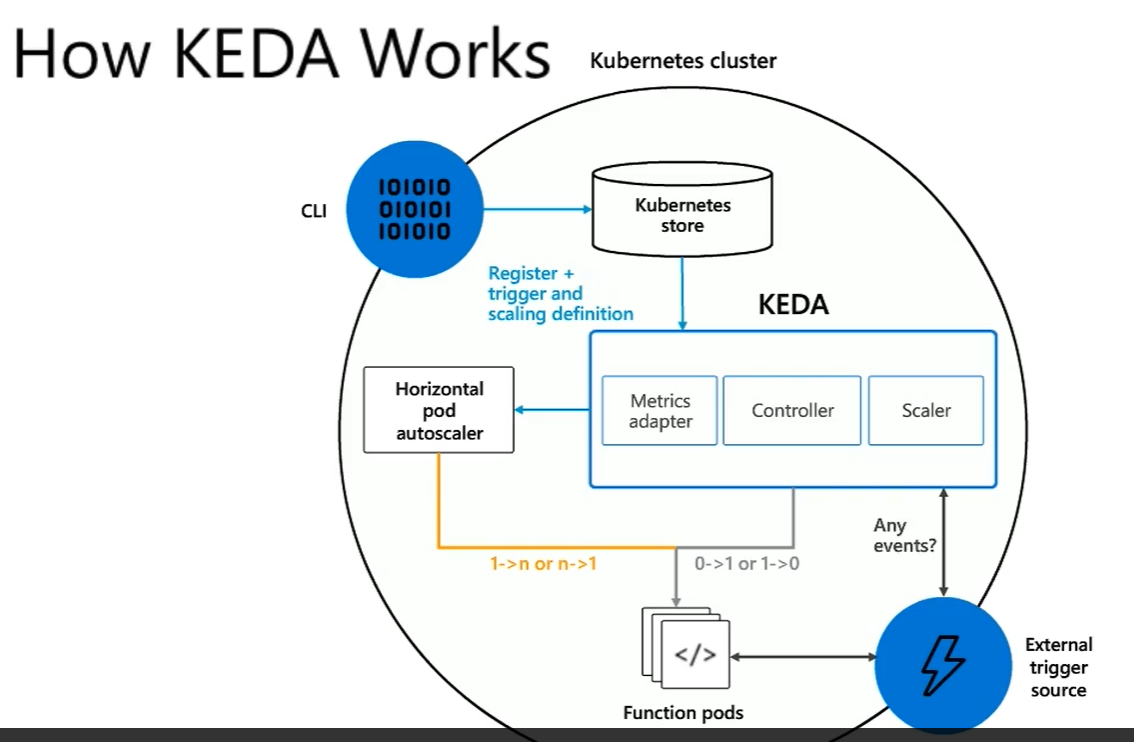 How KEDA Works
Kubernetes cluster
CLI
101010
010101
101010
Kubernetes
store
Register +
trigger and
scaling definition
KEDA
Horizontal
pod
autoscaler
Metrics
adapter
Controller
Scaler
Any
events?
1->n or n->1
0->1 or 1->0
</>
External
trigger
source
Function pods